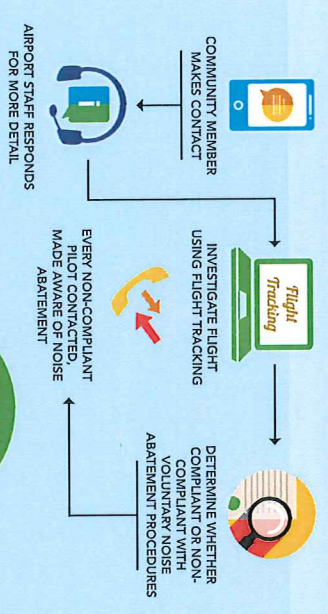 COMMUNITY MEMBER
MAKES CONTACT
AIRPORT STAFF RESPONDS
FOR MORE DETAIL
Flight
Tracking
INVESTIGATE FLIGHT
USING FLIGHT TRACKING
DETERMINE WHETHER
COMPLIANT OR NON-
COMPLIANT WITH
VOLUNTARY NOISE
ABATEMENT PROCEDURES
EVERY NON-COMPLIANT
PILOT CONTACTED,
MADE AWARE OF NOISE
ABATEMENT